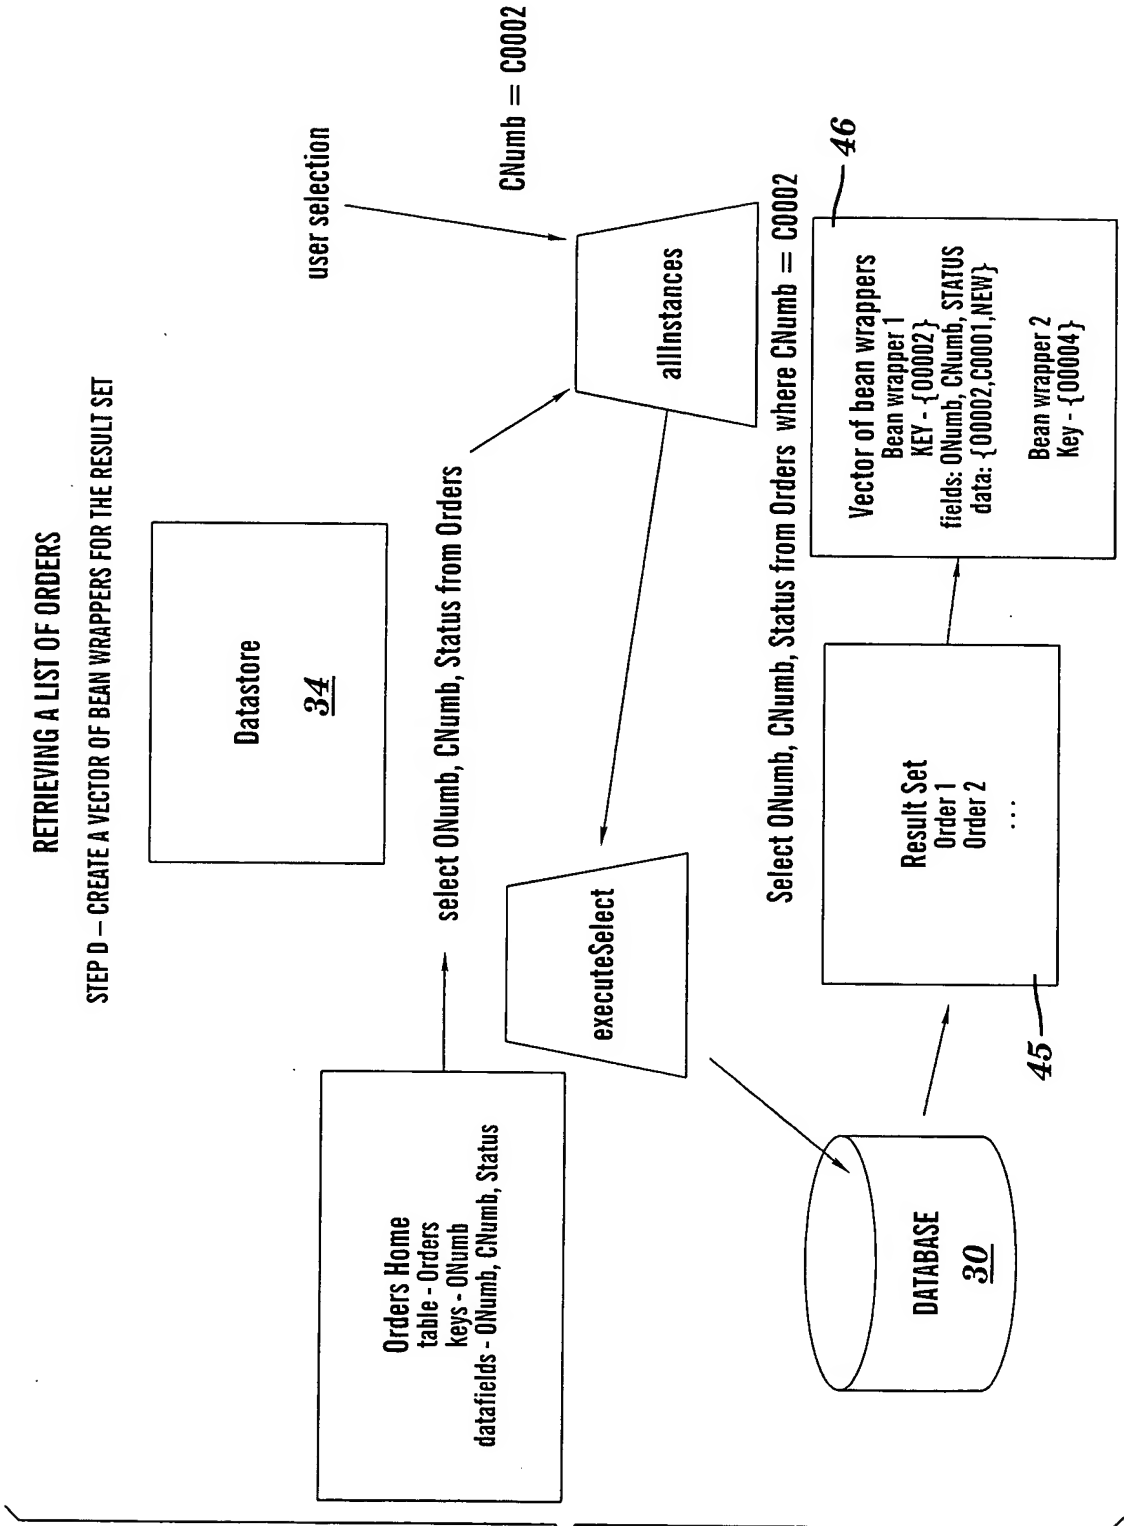 RETRIEVING A LIST OF ORDERS
STEP D – CREATE A VECTOR OF BEAN WRAPPERS FOR THE RESULT SET
Datastore
34
user selection
Orders Home
table - Orders
keys - ONumb
datafields - ONumb, CNumb, Status
select ONumb, CNumb, Status from Orders
CNumb = C0002
executeSelect
allInstances
Select ONumb, CNumb, Status from Orders where CNumb = C0002
DATABASE
30
Result Set
Order 1
Order 2
...
45
Vector of bean wrappers
Bean wrapper 1
KEY - {00002}
fields: ONumb, CNumb, STATUS
data: {00002,C0001,NEW}
Bean wrapper 2
Key - {00004}
46